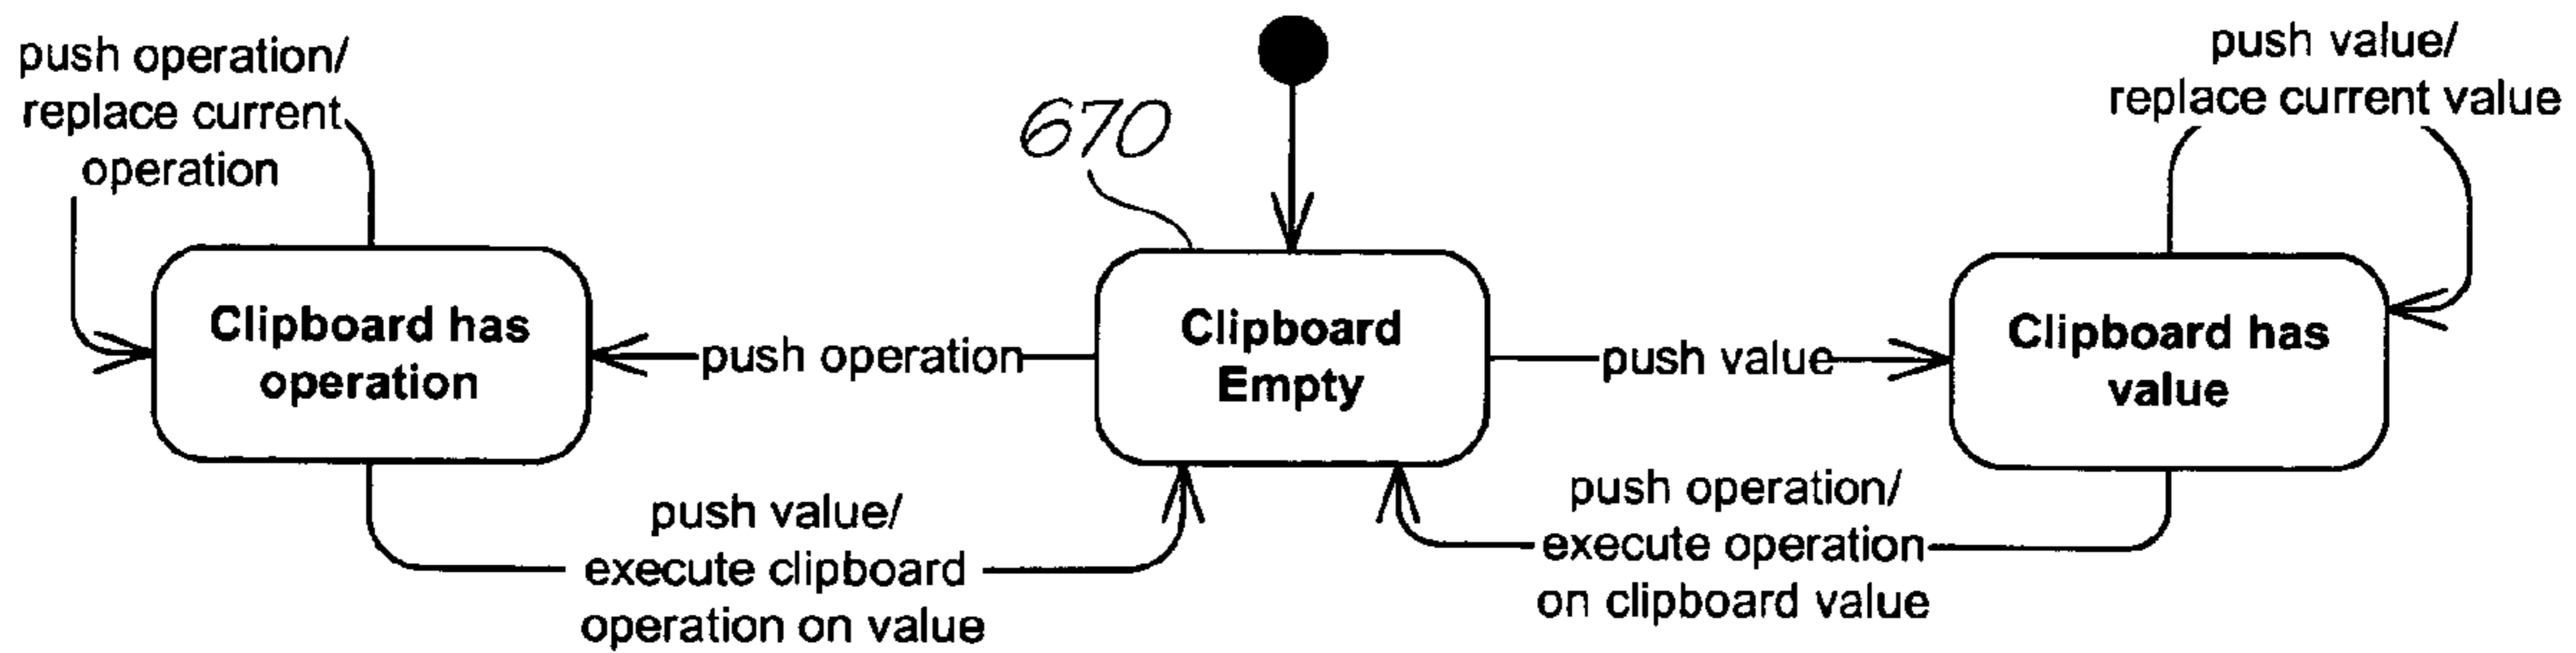 push operation/
replace current
operation
670
push value/
replace current value
Clipboard has
operation
push operation
Clipboard
Empty
push value
Clipboard has
value
push value/
execute clipboard
operation on value
push operation/
execute operation
on clipboard value